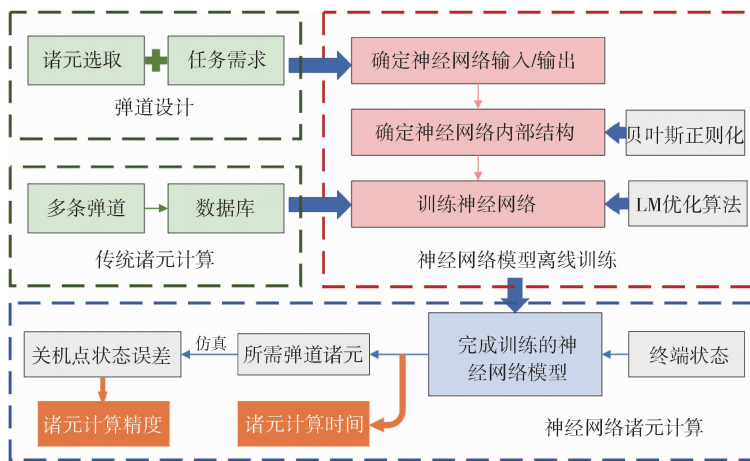 诸元选取
任务需求
弹道设计
多条弹道
数据库
传统诸元计算
确定神经网络输入/输出
确定神经网络内部结构
贝叶斯正则化
训练神经网络
LM优化算法
神经网络模型离线训练
关机点状态误差
仿真
所需弹道诸元
完成训练的神
经网络模型
终端状态
诸元计算精度
诸元计算时间
神经网络诸元计算